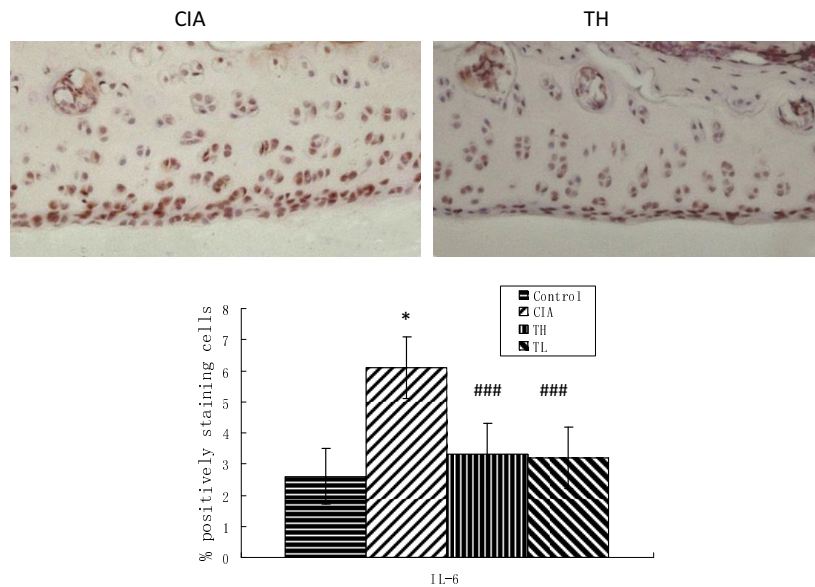 CIA
TH
Control
CIA
TH
TL
% positively staining cells
8
7
6
5
4
3
2
1
0
*
###
###
IL-6